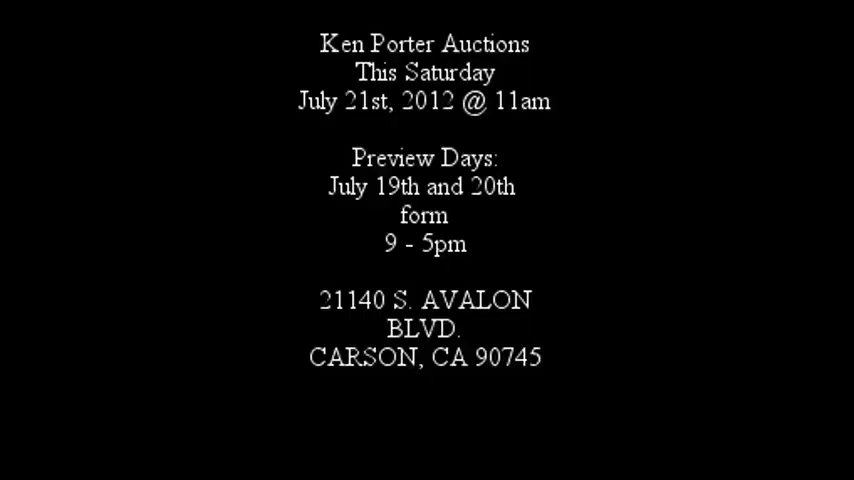 Ken Porter Auctions
This Saturday
July 21st, 2012 @ 11am
Preview Days:
July 19th and 20th
form
9 - 5pm
21140 S. AVALON
BLVD.
CARSON, CA 90745